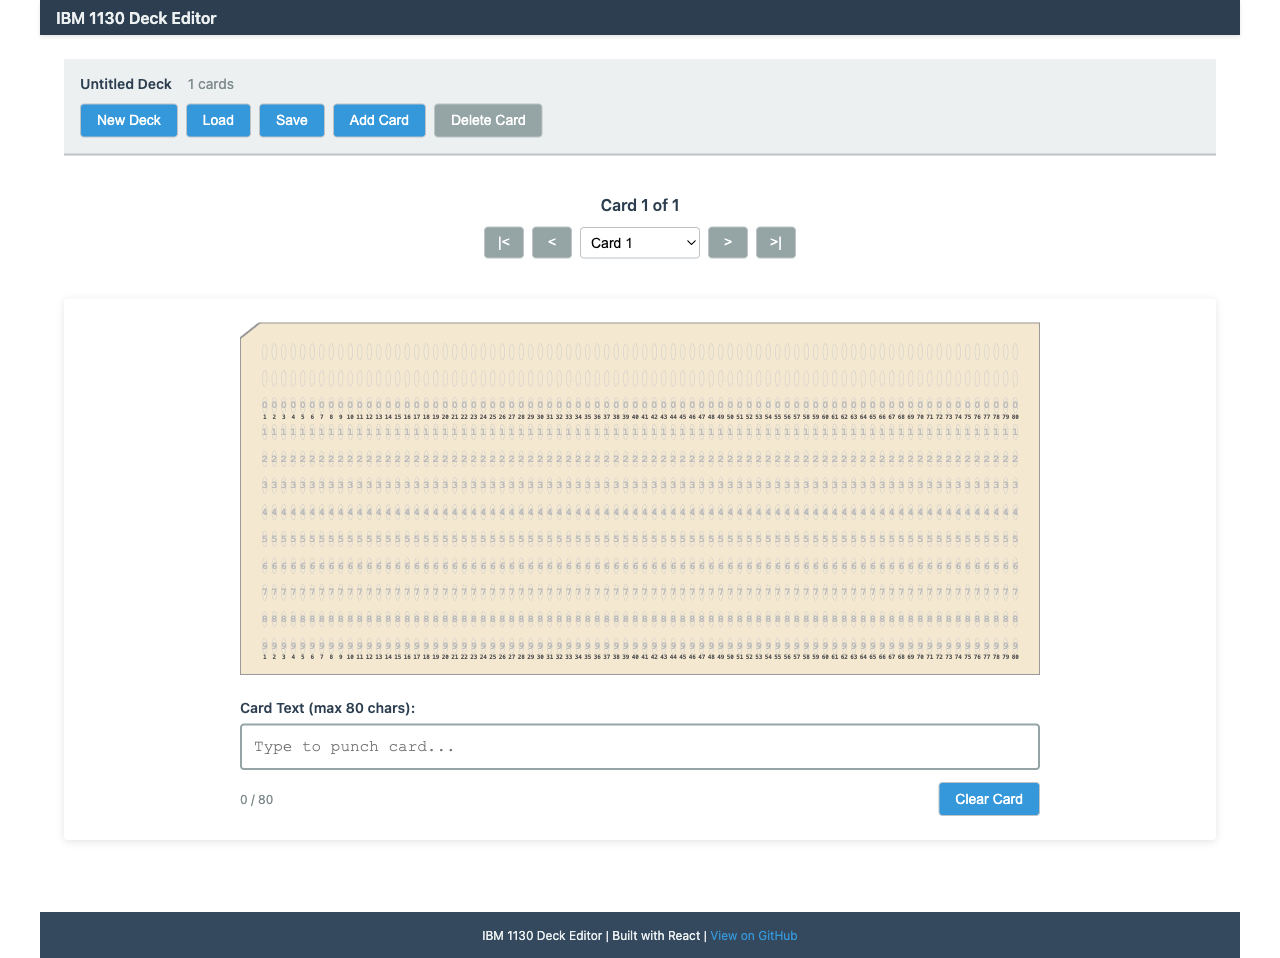 IBM 1130 Deck Editor
Untitled Deck 1 cards
New Deck Load Save Add Card Delete Card
Card 1 of 1
|< < Card 1 > >|
0 0 0 0 0 0 0 0 0 0 0 0 0 0 0 0 0 0 0 0 0 0 0 0 0 0 0 0 0 0 0 0 0 0 0 0 0 0 0 0 0 0 0 0 0 0 0 0 0 0 0 0 0 0 0 0 0 0 0 0 0 0 0 0 0 0 0 0 0 0 0 0 0 0 0 0 0 0 0 0
1 2 3 4 5 6 7 8 9 10 11 12 13 14 15 16 17 18 19 20 21 22 23 24 25 26 27 28 29 30 31 32 33 34 35 36 37 38 39 40 41 42 43 44 45 46 47 48 49 50 51 52 53 54 55 56 57 58 59 60 61 62 63 64 65 66 67 68 69 70 71 72 73 74 75 76 77 78 79 80
1 1 1 1 1 1 1 1 1 1 1 1 1 1 1 1 1 1 1 1 1 1 1 1 1 1 1 1 1 1 1 1 1 1 1 1 1 1 1 1 1 1 1 1 1 1 1 1 1 1 1 1 1 1 1 1 1 1 1 1 1 1 1 1 1 1 1 1 1 1 1 1 1 1 1 1 1 1 1 1
2 2 2 2 2 2 2 2 2 2 2 2 2 2 2 2 2 2 2 2 2 2 2 2 2 2 2 2 2 2 2 2 2 2 2 2 2 2 2 2 2 2 2 2 2 2 2 2 2 2 2 2 2 2 2 2 2 2 2 2 2 2 2 2 2 2 2 2 2 2 2 2 2 2 2 2 2 2 2 2
3 3 3 3 3 3 3 3 3 3 3 3 3 3 3 3 3 3 3 3 3 3 3 3 3 3 3 3 3 3 3 3 3 3 3 3 3 3 3 3 3 3 3 3 3 3 3 3 3 3 3 3 3 3 3 3 3 3 3 3 3 3 3 3 3 3 3 3 3 3 3 3 3 3 3 3 3 3 3 3
4 4 4 4 4 4 4 4 4 4 4 4 4 4 4 4 4 4 4 4 4 4 4 4 4 4 4 4 4 4 4 4 4 4 4 4 4 4 4 4 4 4 4 4 4 4 4 4 4 4 4 4 4 4 4 4 4 4 4 4 4 4 4 4 4 4 4 4 4 4 4 4 4 4 4 4 4 4 4 4
5 5 5 5 5 5 5 5 5 5 5 5 5 5 5 5 5 5 5 5 5 5 5 5 5 5 5 5 5 5 5 5 5 5 5 5 5 5 5 5 5 5 5 5 5 5 5 5 5 5 5 5 5 5 5 5 5 5 5 5 5 5 5 5 5 5 5 5 5 5 5 5 5 5 5 5 5 5 5 5
6 6 6 6 6 6 6 6 6 6 6 6 6 6 6 6 6 6 6 6 6 6 6 6 6 6 6 6 6 6 6 6 6 6 6 6 6 6 6 6 6 6 6 6 6 6 6 6 6 6 6 6 6 6 6 6 6 6 6 6 6 6 6 6 6 6 6 6 6 6 6 6 6 6 6 6 6 6 6 6
7 7 7 7 7 7 7 7 7 7 7 7 7 7 7 7 7 7 7 7 7 7 7 7 7 7 7 7 7 7 7 7 7 7 7 7 7 7 7 7 7 7 7 7 7 7 7 7 7 7 7 7 7 7 7 7 7 7 7 7 7 7 7 7 7 7 7 7 7 7 7 7 7 7 7 7 7 7 7 7
8 8 8 8 8 8 8 8 8 8 8 8 8 8 8 8 8 8 8 8 8 8 8 8 8 8 8 8 8 8 8 8 8 8 8 8 8 8 8 8 8 8 8 8 8 8 8 8 8 8 8 8 8 8 8 8 8 8 8 8 8 8 8 8 8 8 8 8 8 8 8 8 8 8 8 8 8 8 8 8
9 9 9 9 9 9 9 9 9 9 9 9 9 9 9 9 9 9 9 9 9 9 9 9 9 9 9 9 9 9 9 9 9 9 9 9 9 9 9 9 9 9 9 9 9 9 9 9 9 9 9 9 9 9 9 9 9 9 9 9 9 9 9 9 9 9 9 9 9 9 9 9 9 9 9 9 9 9 9 9
1 2 3 4 5 6 7 8 9 10 11 12 13 14 15 16 17 18 19 20 21 22 23 24 25 26 27 28 29 30 31 32 33 34 35 36 37 38 39 40 41 42 43 44 45 46 47 48 49 50 51 52 53 54 55 56 57 58 59 60 61 62 63 64 65 66 67 68 69 70 71 72 73 74 75 76 77 78 79 80
Card Text (max 80 chars):
Type to punch card...
0 / 80 Clear Card
IBM 1130 Deck Editor | Built with React | View on GitHub